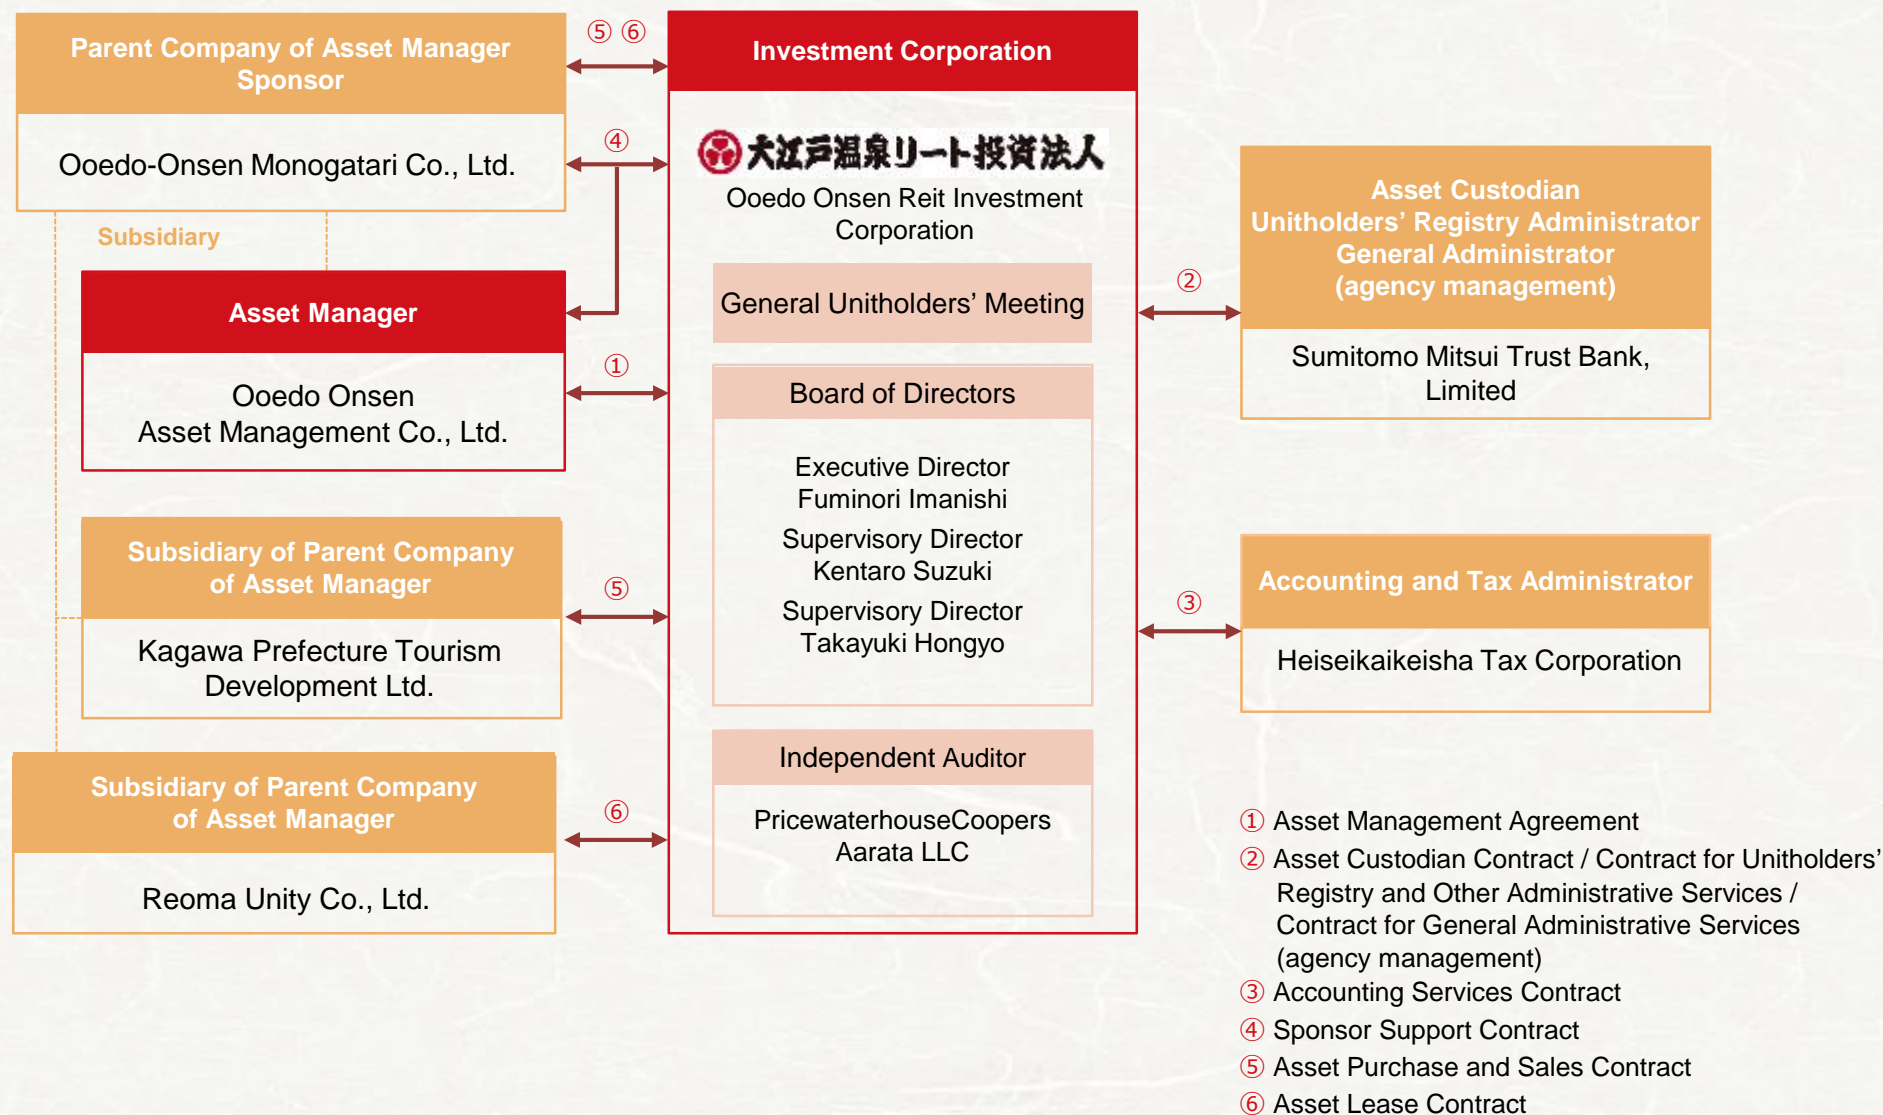 Parent Company of Asset Manager
Sponsor
Ooedo-Onsen Monogatari Co., Ltd.
Subsidiary
Asset Manager
Ooedo Onsen
Asset Management Co., Ltd.
Subsidiary of Parent Company
of Asset Manager
Kagawa Prefecture Tourism
Development Ltd.
Subsidiary of Parent Company
of Asset Manager
Reoma Unity Co., Ltd.
⑤ ⑥
④
①
⑤
⑥
Investment Corporation
大江戸温泉リート投資法人
Ooedo Onsen Reit Investment
Corporation
General Unitholders’ Meeting
Board of Directors
Executive Director
Fuminori Imanishi
Supervisory Director
Kentaro Suzuki
Supervisory Director
Takayuki Hongyo
Independent Auditor
PricewaterhouseCoopers
Aarata LLC
②
③
Asset Custodian
Unitholders’ Registry Administrator
General Administrator
(agency management)
Sumitomo Mitsui Trust Bank,
Limited
Accounting and Tax Administrator
Heiseikaikeisha Tax Corporation
① Asset Management Agreement
② Asset Custodian Contract / Contract for Unitholders’
Registry and Other Administrative Services /
Contract for General Administrative Services
(agency management)
③ Accounting Services Contract
④ Sponsor Support Contract
⑤ Asset Purchase and Sales Contract
⑥ Asset Lease Contract